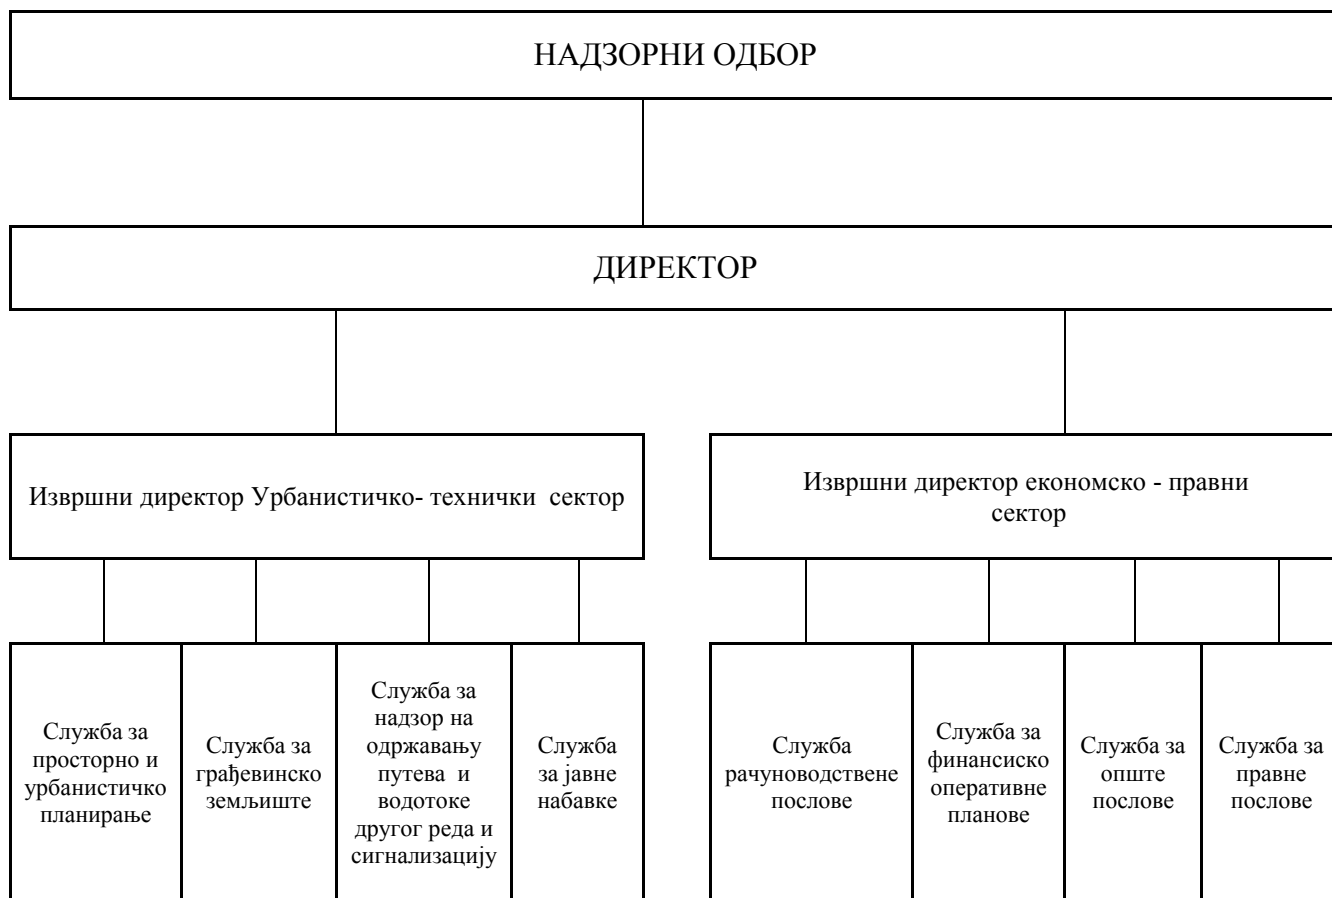 НАДЗОРНИ ОДБОР
ДИРЕКТОР
Извршни директор Урбанистичко- технички  сектор
Извршни директор економско - правни
сектор
Служба за
просторно и
урбанистичко
планирање
Служба за
грађевинско
земљиште
Служба за
надзор на
одржавању
путева  и
водотоке
другог реда и
сигнализацију
Служба
за јавне
набавке
Служба
рачуноводствене
послове
Служба за
финансиско
оперативне
планове
Служба за
опште
послове
Служба за
правне
послове